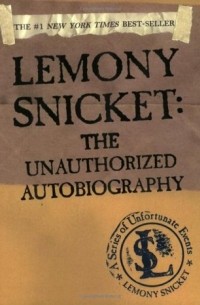 THE #1 NEW YORK TIMES BEST-SELLER
LEMONY
SNICKET:
THE
UNAUTHORIZED
AUTOBIOGRAPHY
A Series of Unfortunate Events
LS
LEMONY SNICKET